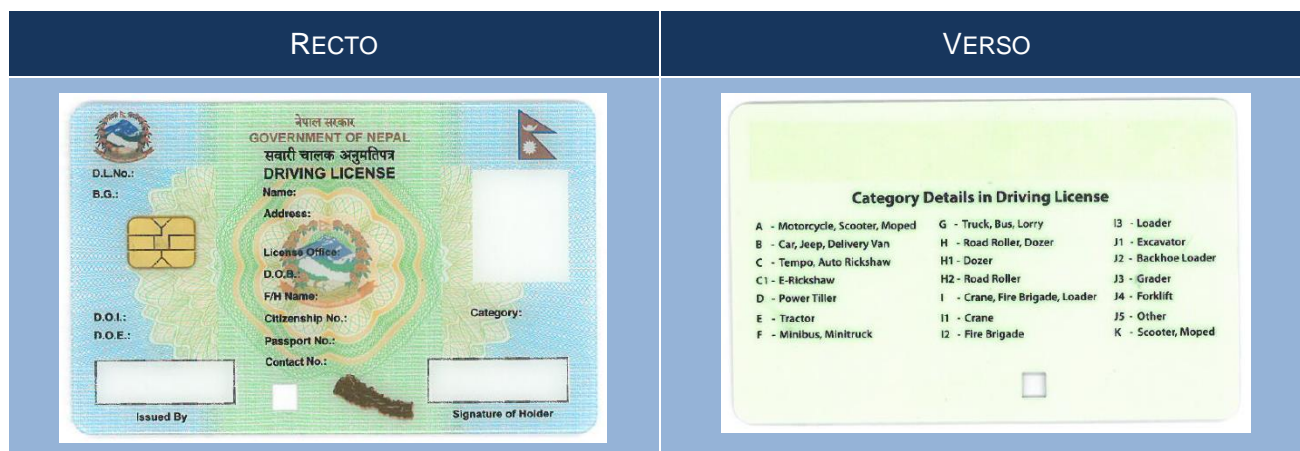 RECTO
VERSO
नेपाल सरकार
GOVERNMENT OF NEPAL
सवारी चालक अनुमतिपत्र
DRIVING LICENSE
D.L.No.:
B.G.:
Name:
Address:
License Office:
D.O.B.:
F/H Name:
D.O.I.:
Citizenship No.:
Category:
D.O.E.:
Passport No.:
Contact No.:
Issued By
Signature of Holder
Category Details in Driving License
A - Motorcycle, Scooter, Moped
B - Car, Jeep, Delivery Van
C - Tempo, Auto Rickshaw
C1 - E-Rickshaw
D - Power Tiller
E - Tractor
F - Minibus, Minitruck
G - Truck, Bus, Lorry
H - Road Roller, Dozer
H1 - Dozer
H2 - Road Roller
I - Crane, Fire Brigade, Loader
I1 - Crane
I2 - Fire Brigade
I3 - Loader
J1 - Excavator
J2 - Backhoe Loader
J3 - Grader
J4 - Forklift
J5 - Other
K - Scooter, Moped